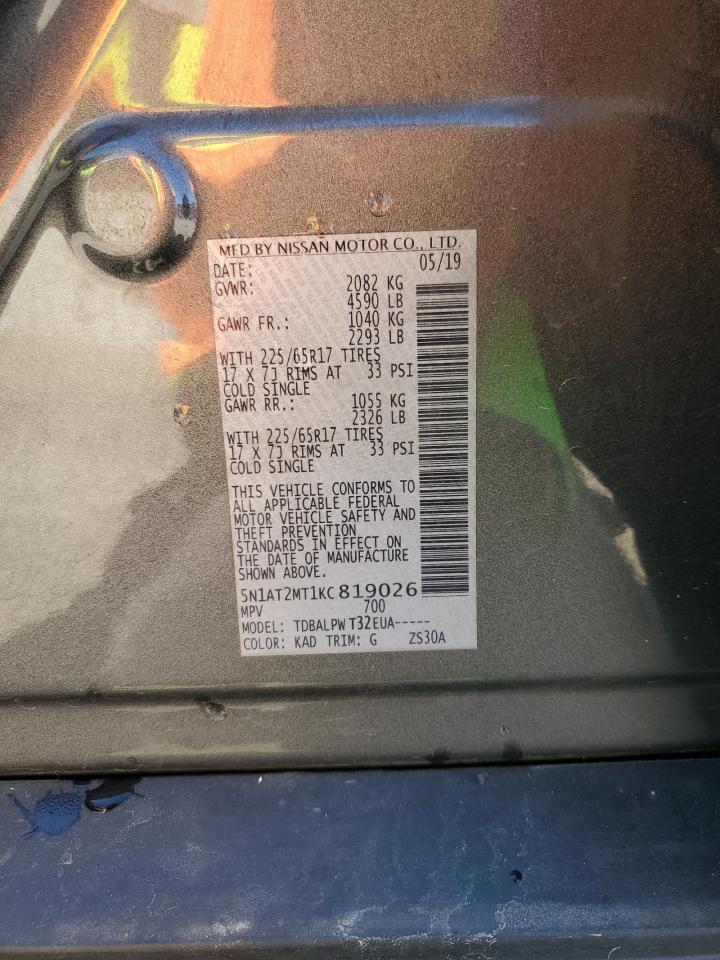 MFD BY NISSAN MOTOR CO., LTD.
DATE: 05/19
GVWR: 2082 KG
4590 LB
GAWR FR.: 1040 KG
2293 LB
WITH 225/65R17 TIRES
17 X 7J RIMS AT 33 PSI
COLD SINGLE
GAWR RR.: 1055 KG
2326 LB
WITH 225/65R17 TIRES
17 X 7J RIMS AT 33 PSI
COLD SINGLE
THIS VEHICLE CONFORMS TO
ALL APPLICABLE FEDERAL
MOTOR VEHICLE SAFETY AND
THEFT PREVENTION
STANDARDS IN EFFECT ON
THE DATE OF MANUFACTURE
SHOWN ABOVE.
5N1AT2MT1KC819026
MPV 700
MODEL: TDBALPW T32EUA-----
COLOR: KAD TRIM: G ZS30A